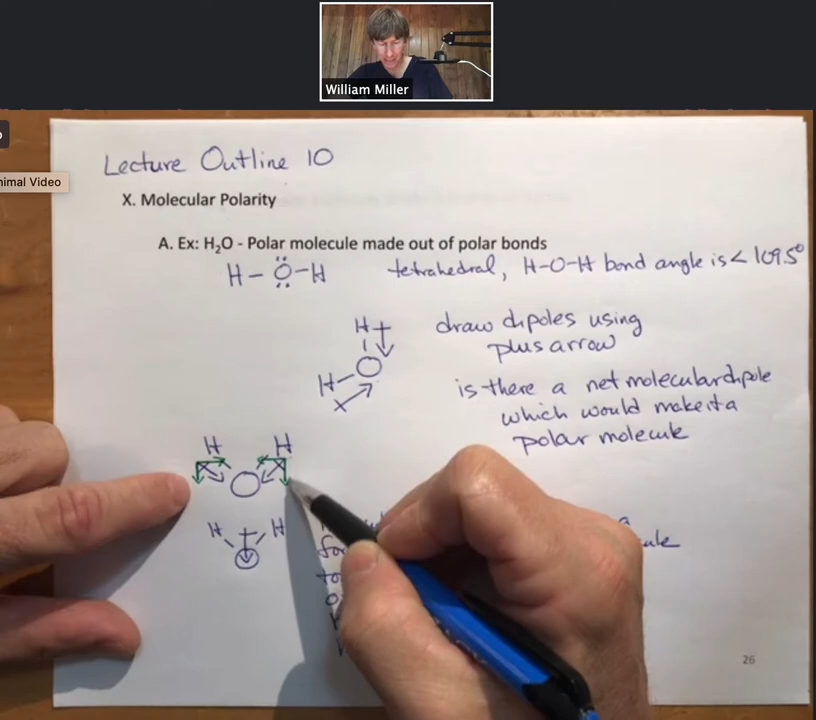 William Miller
nimal Video
Lecture Outline 10
X. Molecular Polarity
A. Ex: H₂O - Polar molecule made out of polar bonds
H–Ö–H
tetrahedral, H-O-H bond angle is < 109.5°
H
H–O
draw dipoles using
plus arrow
is there a net molecular dipole
which would make it a
polar molecule
H H
O
H H
26